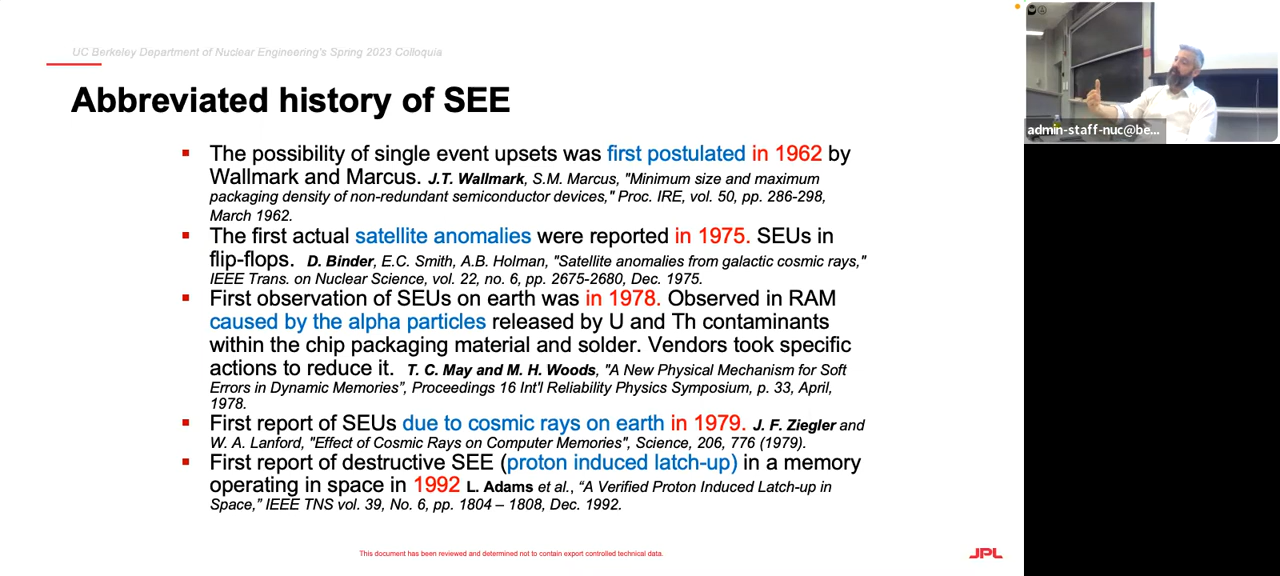 UC Berkeley Department of Nuclear Engineering's Spring 2023 Colloquia
Abbreviated history of SEE
The possibility of single event upsets was first postulated in 1962 by
Wallmark and Marcus. J.T. Wallmark, S.M. Marcus, "Minimum size and maximum
packaging density of non-redundant semiconductor devices," Proc. IRE, vol. 50, pp. 286-298,
March 1962.
The first actual satellite anomalies were reported in 1975. SEUs in
flip-flops. D. Binder, E.C. Smith, A.B. Holman, "Satellite anomalies from galactic cosmic rays,"
IEEE Trans. on Nuclear Science, vol. 22, no. 6, pp. 2675-2680, Dec. 1975.
First observation of SEUs on earth was in 1978. Observed in RAM
caused by the alpha particles released by U and Th contaminants
within the chip packaging material and solder. Vendors took specific
actions to reduce it. T. C. May and M. H. Woods, "A New Physical Mechanism for Soft
Errors in Dynamic Memories”, Proceedings 16 Int'l Reliability Physics Symposium, p. 33, April,
1978.
First report of SEUs due to cosmic rays on earth in 1979. J. F. Ziegler and
W. A. Lanford, "Effect of Cosmic Rays on Computer Memories", Science, 206, 776 (1979).
First report of destructive SEE (proton induced latch-up) in a memory
operating in space in 1992 L. Adams et al., “A Verified Proton Induced Latch-up in
Space,” IEEE TNS vol. 39, No. 6, pp. 1804 – 1808, Dec. 1992.
This document has been reviewed and determined not to contain export controlled technical data.
JPL
admin-staff-nuc@be...